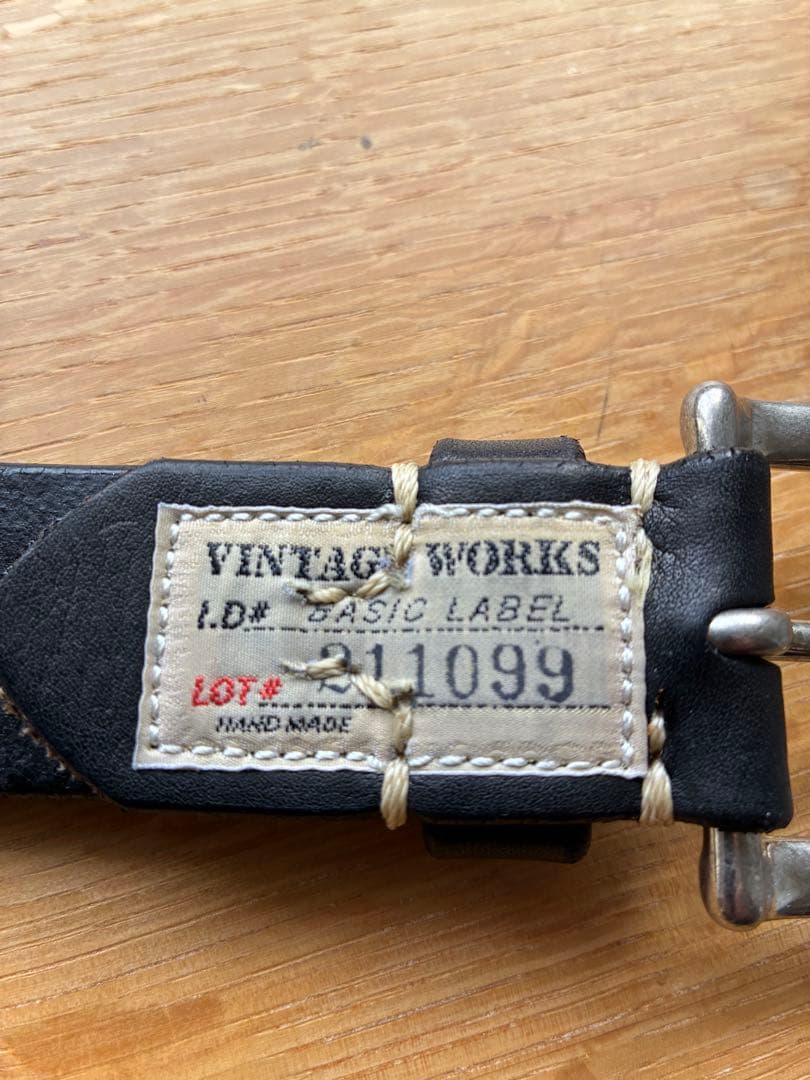 VINTAGE WORKS
I.D# BASIC LABEL
LOT# 211099
HAND MADE